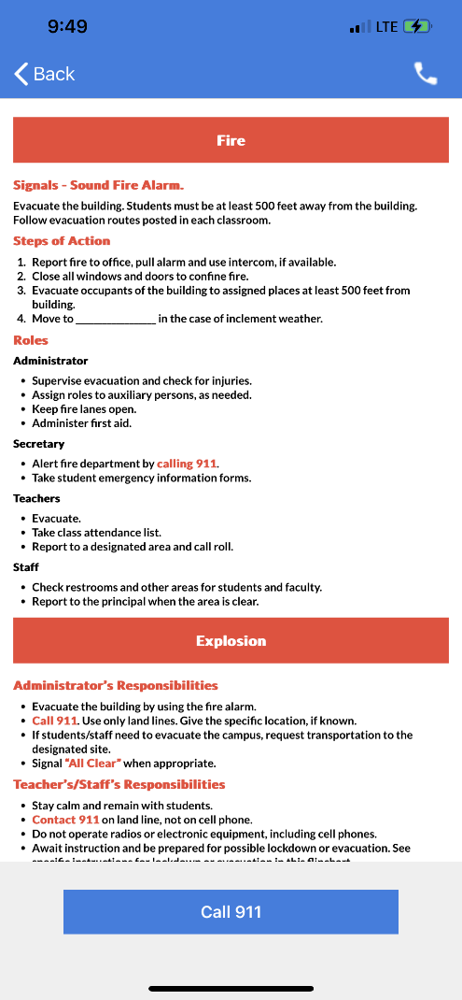 9:49
LTE
Back
Fire
Signals - Sound Fire Alarm.
Evacuate the building. Students must be at least 500 feet away from the building.
Follow evacuation routes posted in each classroom.
Steps of Action
1. Report fire to office, pull alarm and use intercom, if available.
2. Close all windows and doors to confine fire.
3. Evacuate occupants of the building to assigned places at least 500 feet from
building.
4. Move to ________________ in the case of inclement weather.
Roles
Administrator
• Supervise evacuation and check for injuries.
• Assign roles to auxiliary persons, as needed.
• Keep fire lanes open.
• Administer first aid.
Secretary
• Alert fire department by calling 911.
• Take student emergency information forms.
Teachers
• Evacuate.
• Take class attendance list.
• Report to a designated area and call roll.
Staff
• Check restrooms and other areas for students and faculty.
• Report to the principal when the area is clear.
Explosion
Administrator's Responsibilities
• Evacuate the building by using the fire alarm.
• Call 911. Use only land lines. Give the specific location, if known.
• If students/staff need to evacuate the campus, request transportation to the
designated site.
• Signal "All Clear" when appropriate.
Teacher's/Staff's Responsibilities
• Stay calm and remain with students.
• Contact 911 on land line, not on cell phone.
• Do not operate radios or electronic equipment, including cell phones.
• Await instruction and be prepared for possible lockdown or evacuation. See
specific instructions for lockdown or evacuation in this flipchart.
Call 911